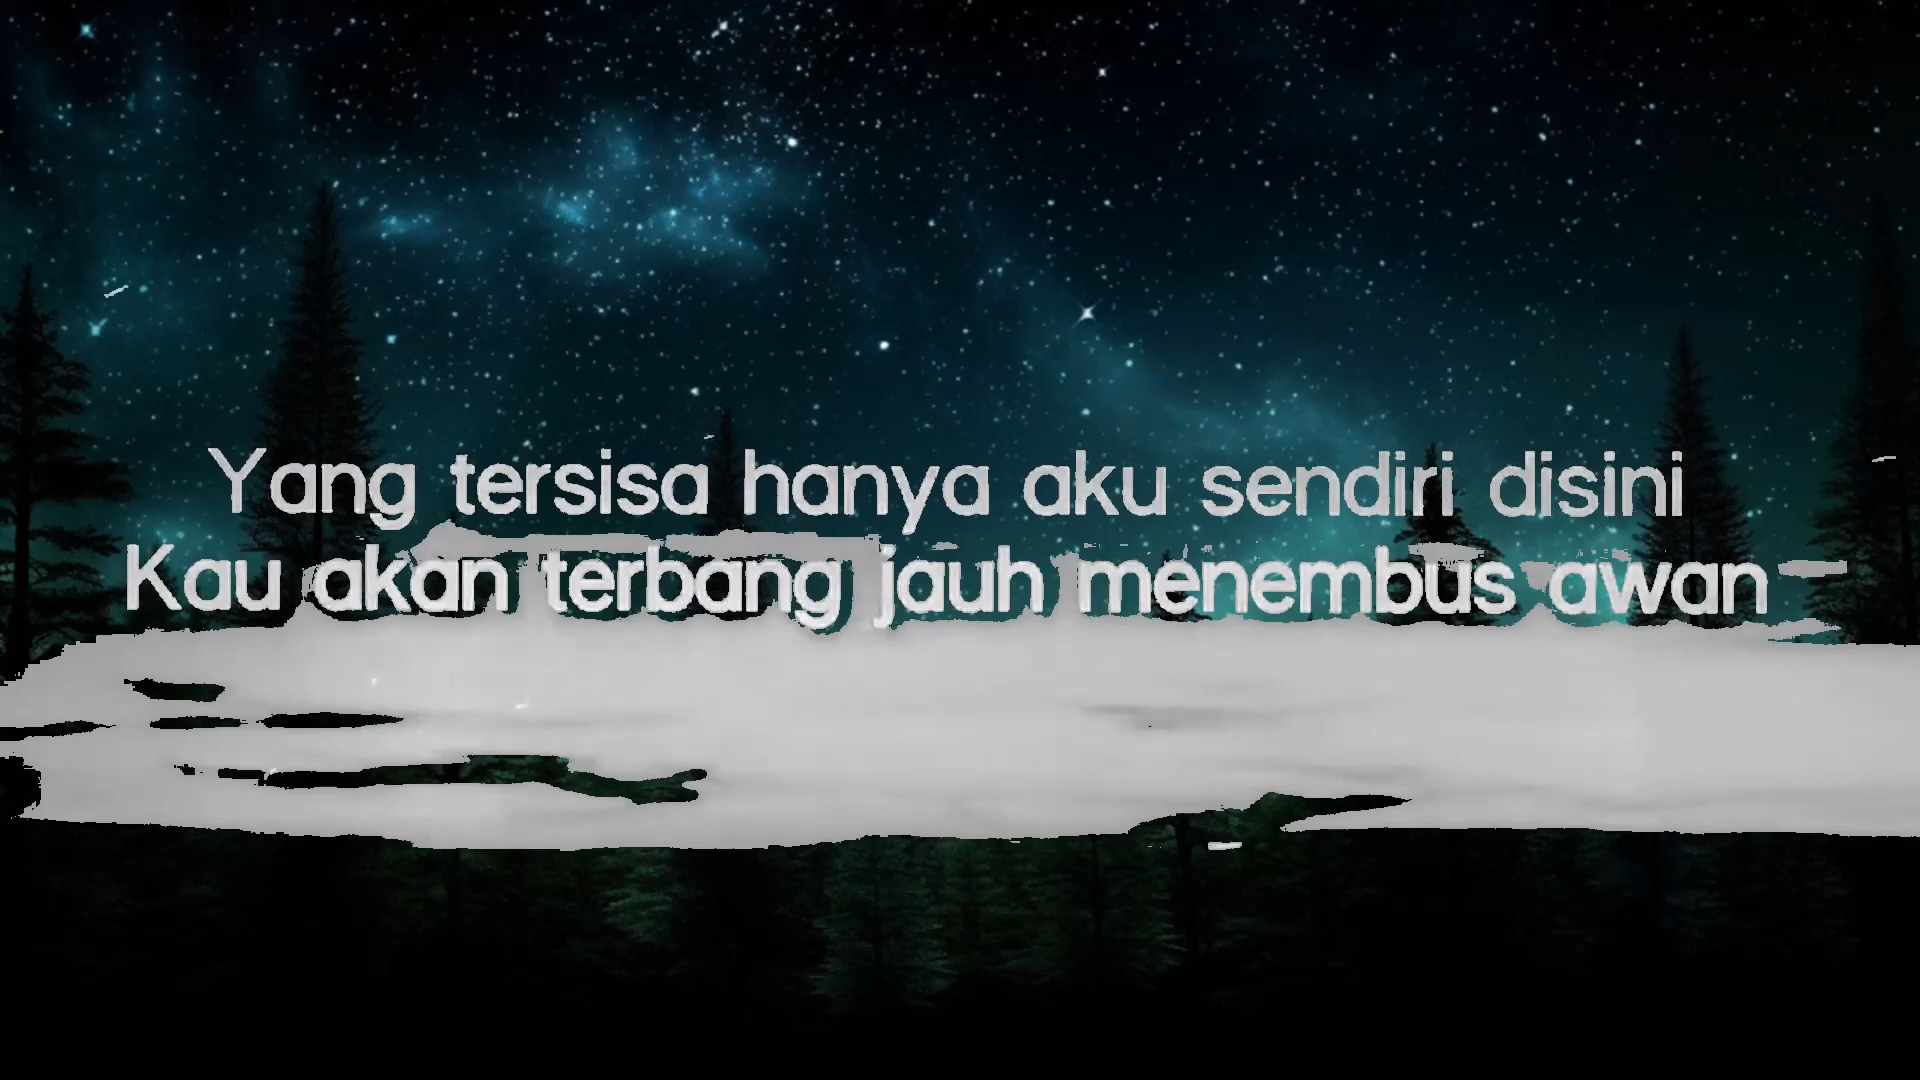 Yang tersisa hanya aku sendiri disini
Kau akan terbang jauh menembus awan